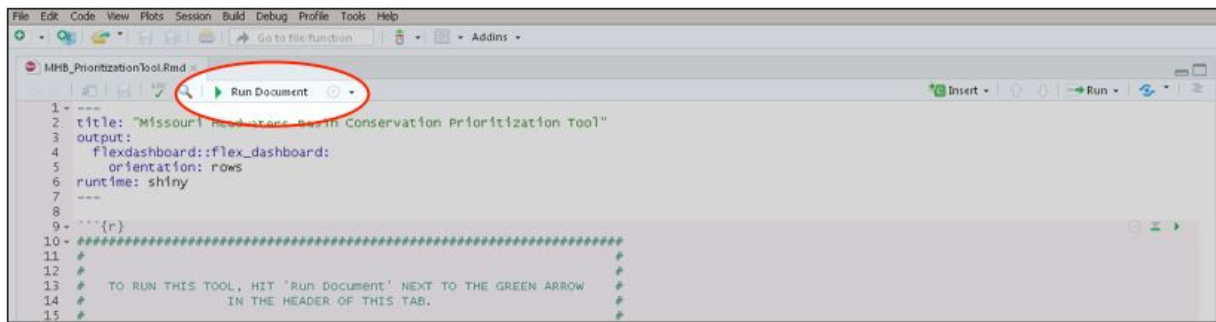 File Edit Code View Plots Session Build Debug Profile Tools Help
Go to file/function Addins
MHB_PrioritizationTool.Rmd
ABC Run Document Insert Run
1 ---
2 title: "Missouri Headwaters Basin Conservation Prioritization Tool"
3 output:
4 flexdashboard::flex_dashboard:
5 orientation: rows
6 runtime: shiny
7 ---
8
9 ```{r}
10 ######################################################################
11 # #
12 # #
13 # TO RUN THIS TOOL, HIT 'Run Document' NEXT TO THE GREEN ARROW #
14 # IN THE HEADER OF THIS TAB. #
15 # #